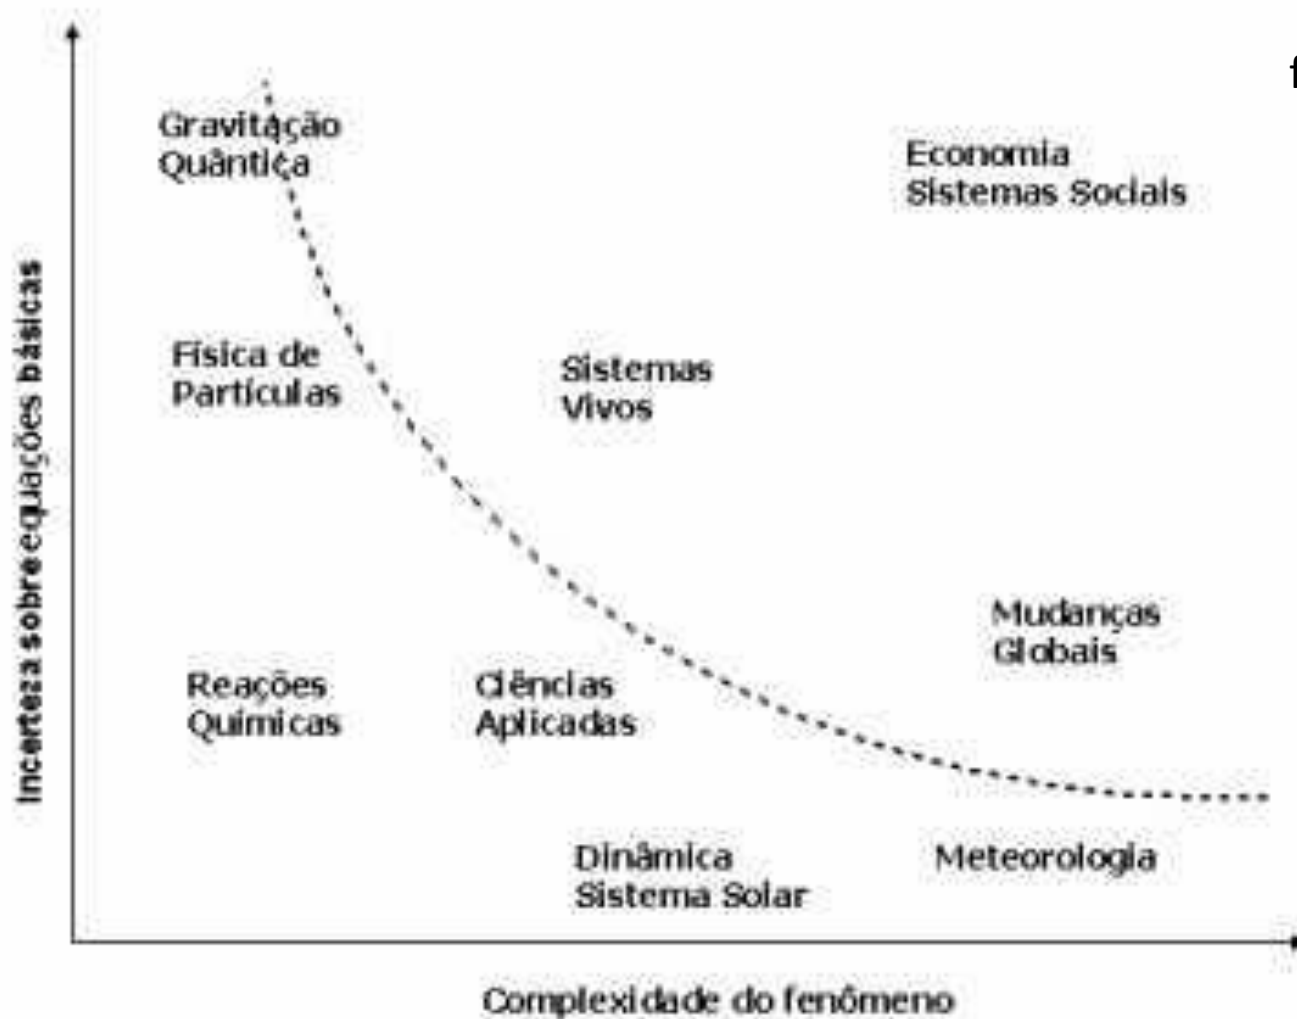 f
Gravitação
Quântica
Economia
Sistemas Sociais
Física de
Partículas
Sistemas
Vivos
Incerteza sobre equações básicas
Mudanças
Globais
Reações
Químicas
Ciências
Aplicadas
Dinâmica
Sistema Solar
Meteorologia
Complexidade do fenômeno